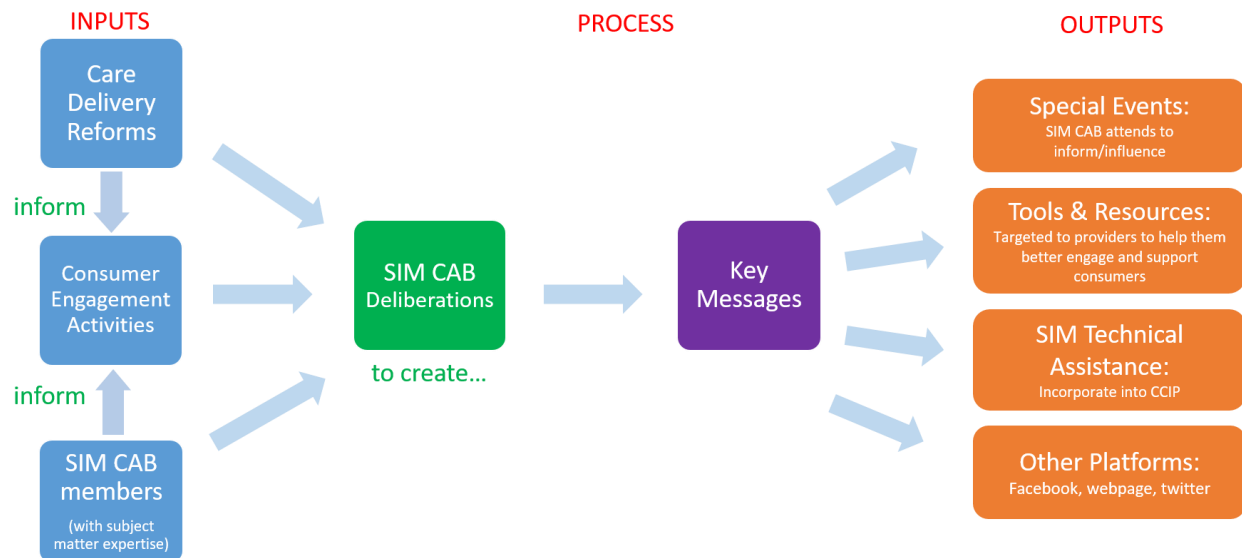 INPUTS
PROCESS
OUTPUTS
Care
Delivery
Reforms
inform
Consumer
Engagement
Activities
inform
SIM CAB
members
(with subject
matter expertise)
SIM CAB
Deliberations
to create...
Key
Messages
Special Events:
SIM CAB attends to
inform/influence
Tools & Resources:
Targeted to providers to help them
better engage and support
consumers
SIM Technical
Assistance:
Incorporate into CCIP
Other Platforms:
Facebook, webpage, twitter